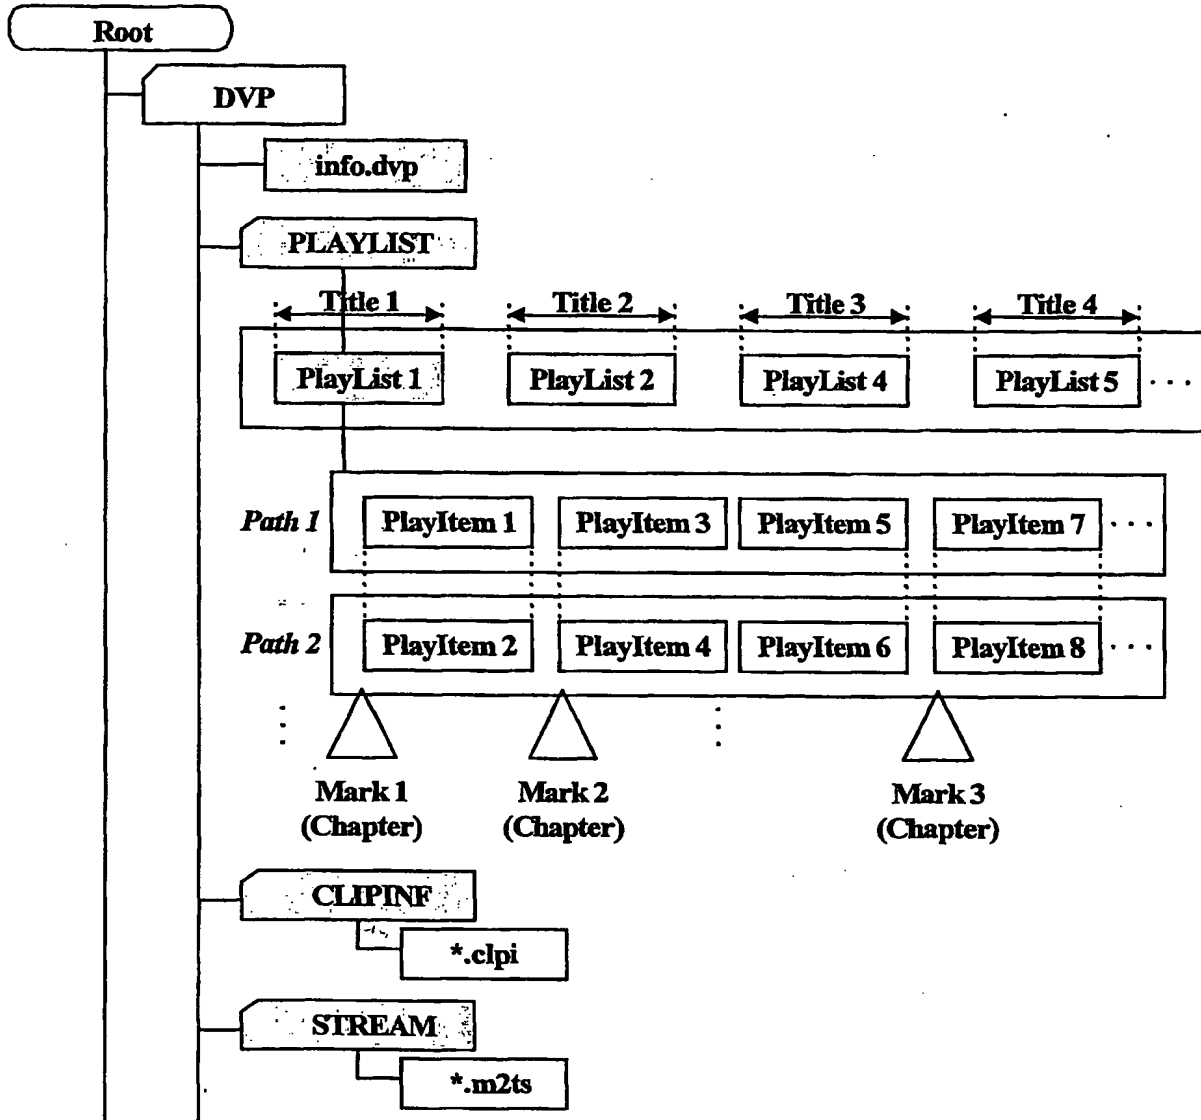 Root
DVP
info.dvp
PLAYLIST
Title 1 Title 2 Title 3 Title 4
PlayList 1 PlayList 2 PlayList 4 PlayList 5 . . .
Path 1 PlayItem 1 PlayItem 3 PlayItem 5 PlayItem 7 . . .
Path 2 PlayItem 2 PlayItem 4 PlayItem 6 PlayItem 8 . . .
Mark 1 Mark 2 Mark 3
(Chapter) (Chapter) (Chapter)
CLIPINF
*.clpi
STREAM
*.m2ts